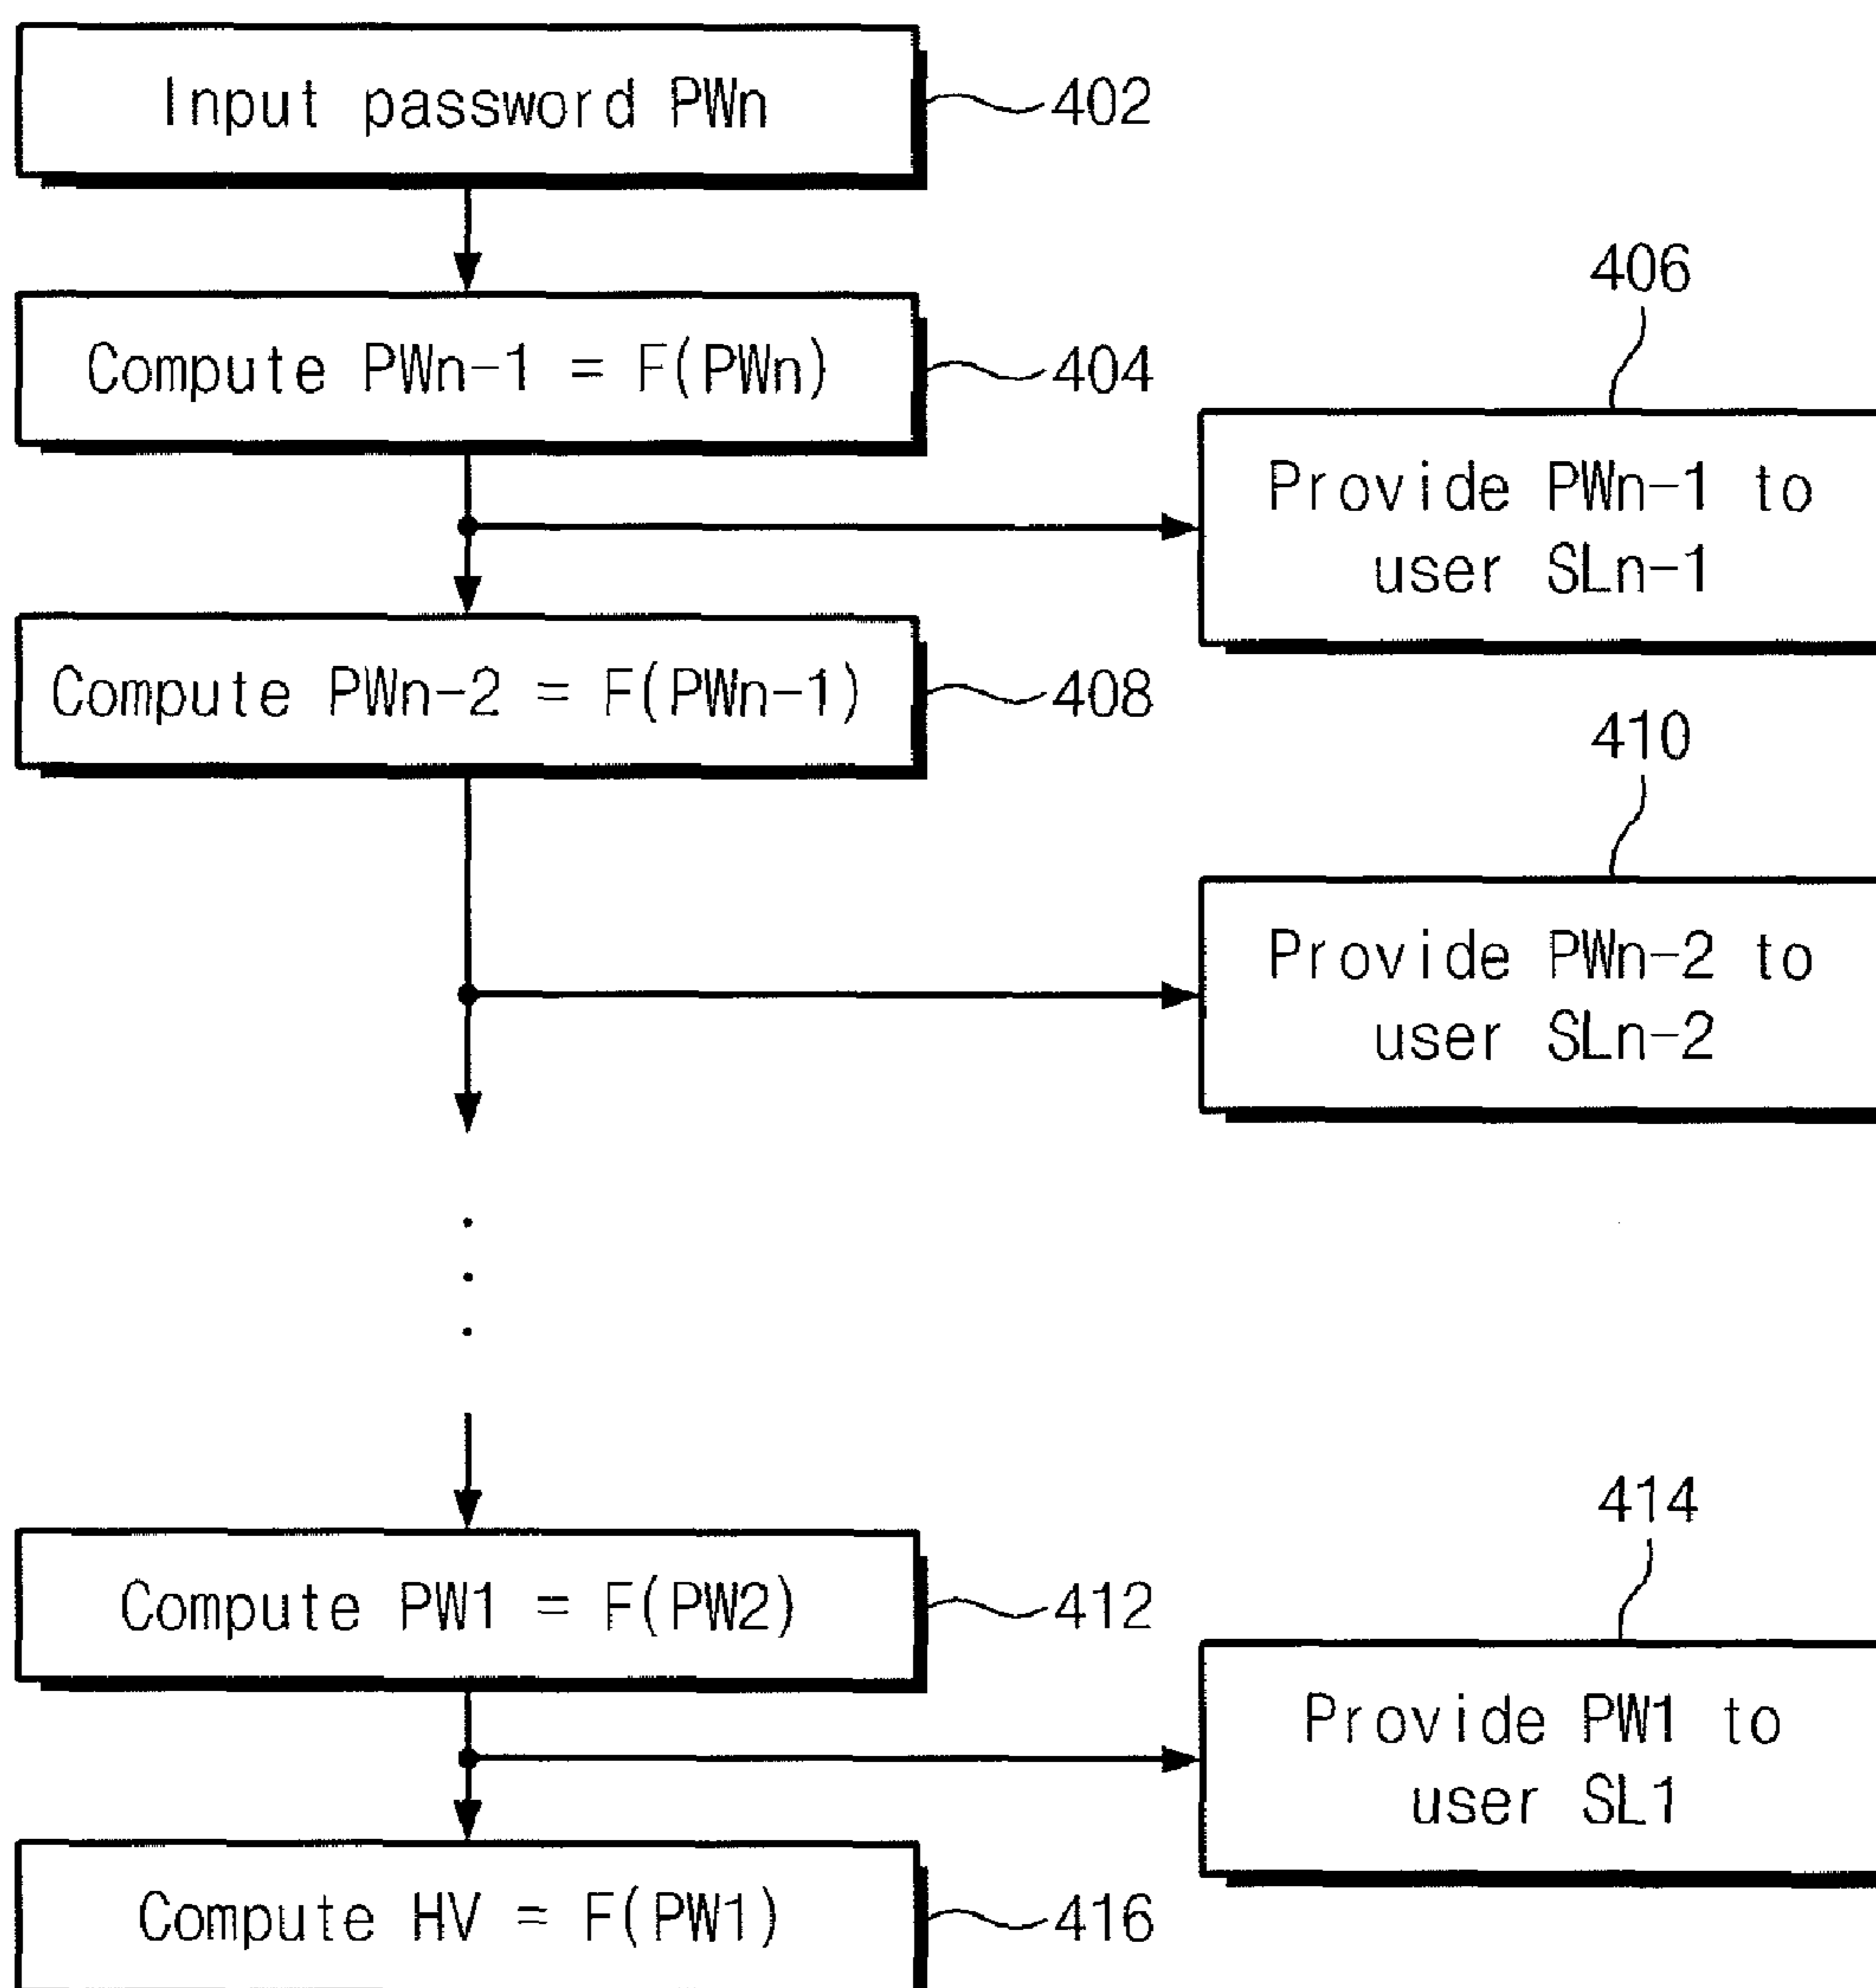 Input password PWn
402
Compute PWn-1 = F(PWn)
404
406
Provide PWn-1 to
user SLn-1
Compute PWn-2 = F(PWn-1)
408
410
Provide PWn-2 to
user SLn-2
Compute PW1 = F(PW2)
412
414
Provide PW1 to
user SL1
Compute HV = F(PW1)
416